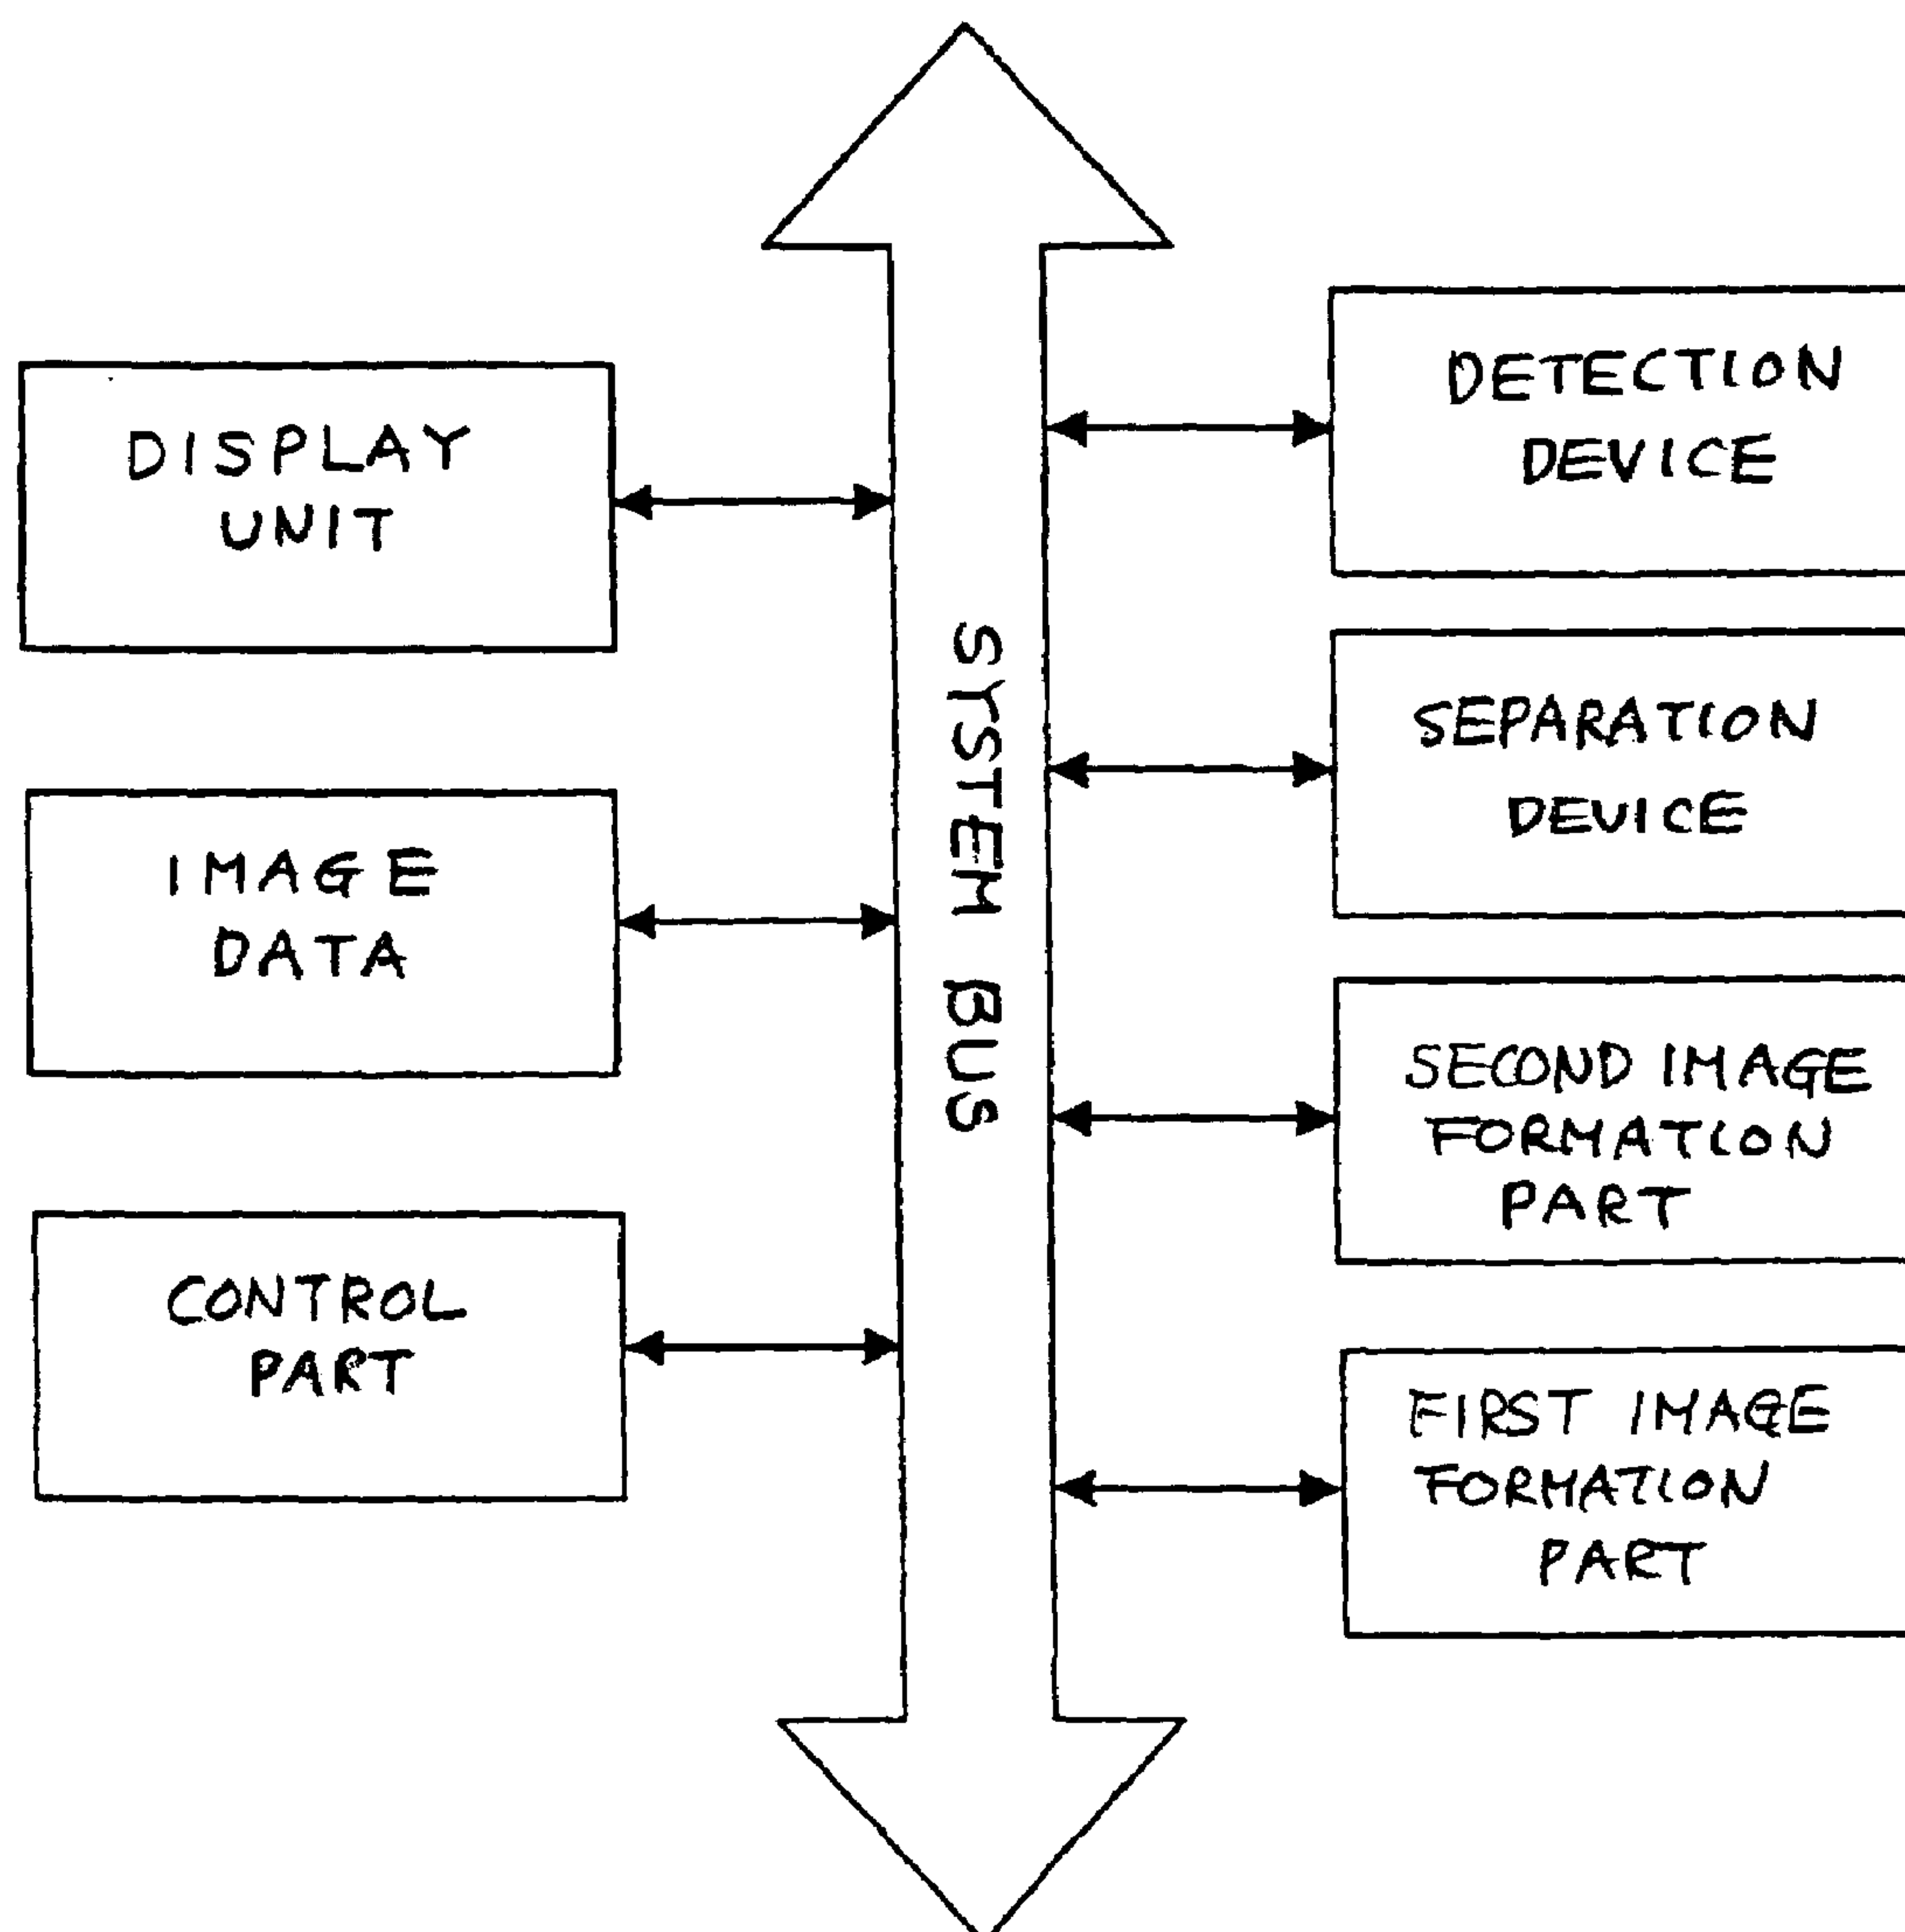 DISPLAY
UNIT
IMAGE
DATA
CONTROL
PART
SYSTEM BUS
DETECTION
DEVICE
SEPARATION
DEVICE
SECOND IMAGE
FORMATION
PART
FIRST IMAGE
FORMATION
PART